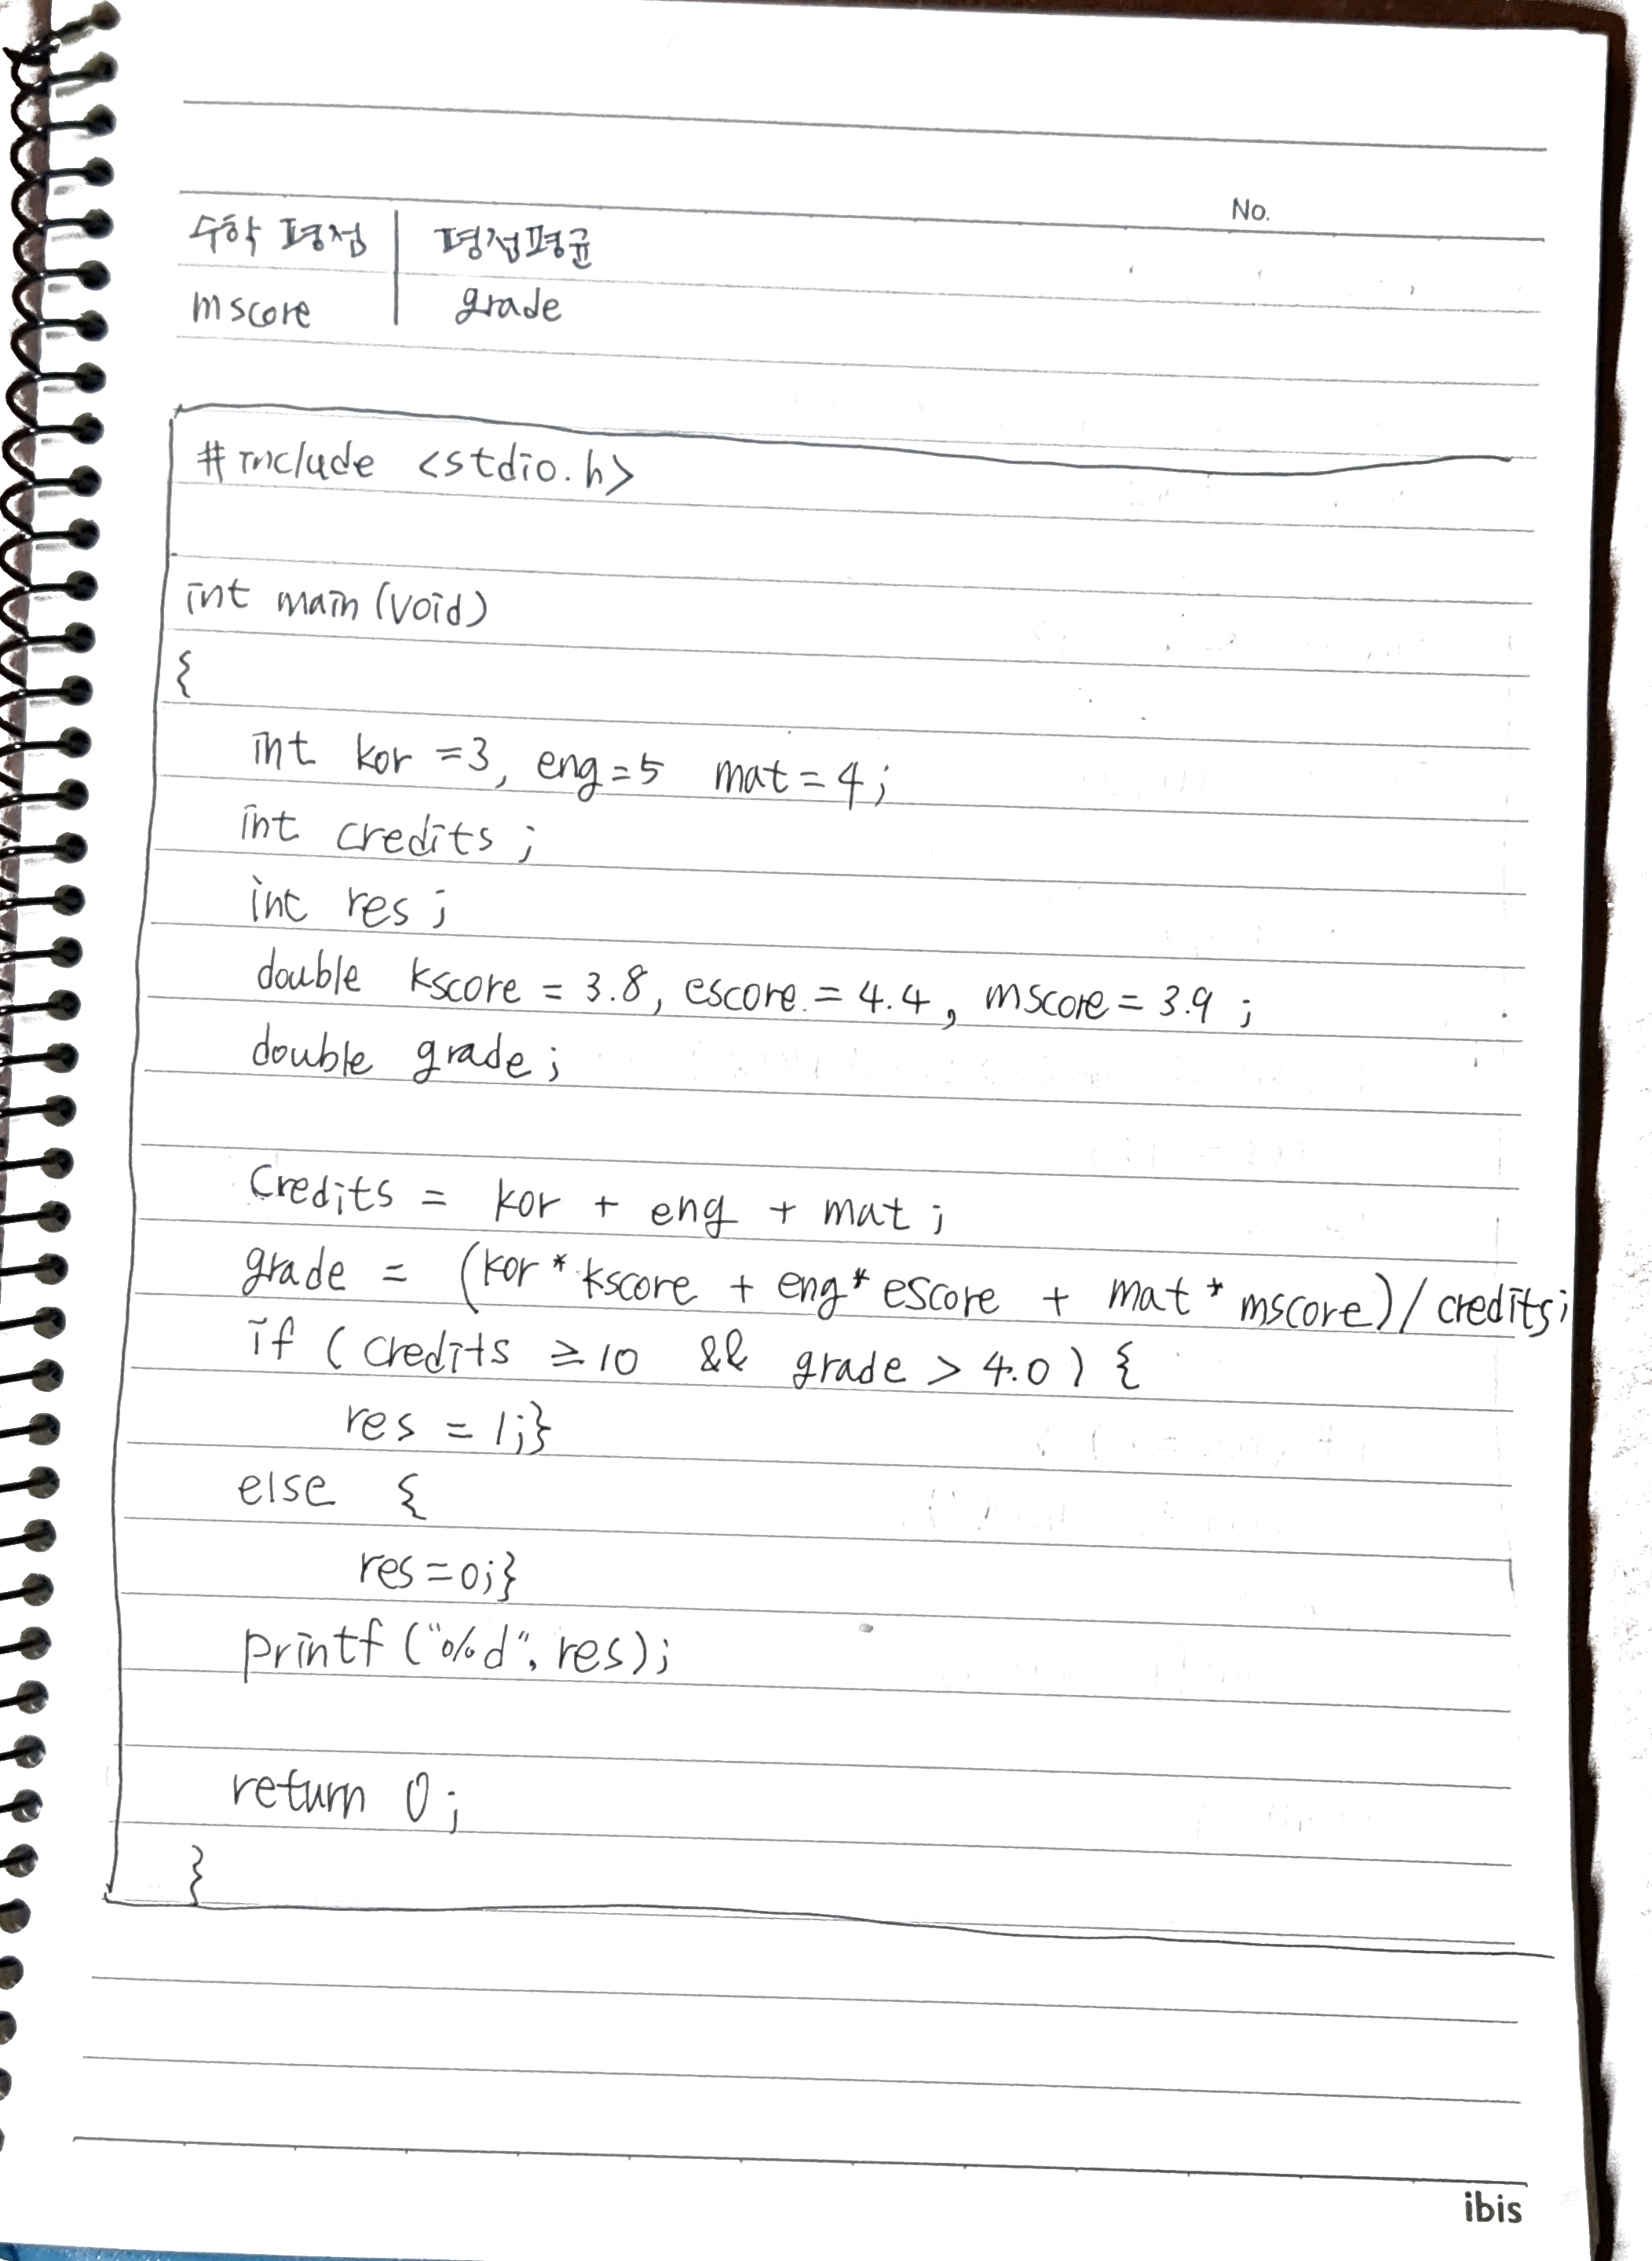 No.
수학 평점 평점평균
mscore grade
#include <stdio.h>
int main(void)
{
int kor =3, eng=5 mat=4;
int credits;
int res;
double kscore = 3.8, escore = 4.4, mscore = 3.9;
double grade;
credits = kor + eng + mat;
grade = (kor * kscore + eng * escore + mat * mscore)/credits;
if (credits ≥ 10 && grade > 4.0) {
res = 1;}
else {
res=0;}
printf("%d", res);
return 0;
}
ibis